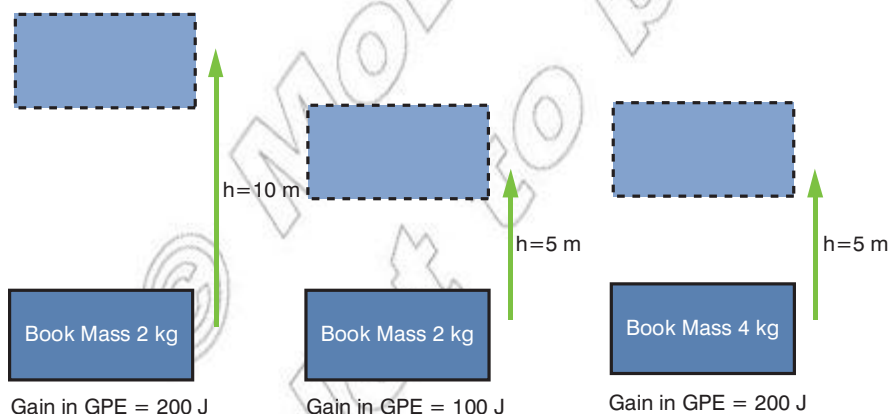 h=10 m
h=5 m
h=5 m
Book Mass 2 kg
Book Mass 2 kg
Book Mass 4 kg
Gain in GPE = 200 J
Gain in GPE = 100 J
Gain in GPE = 200 J